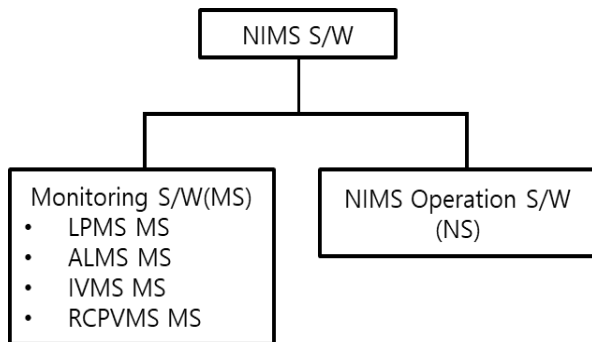 NIMS S/W
Monitoring S/W(MS)
• LPMS MS
• ALMS MS
• IVMS MS
• RCPVMS MS
NIMS Operation S/W
(NS)